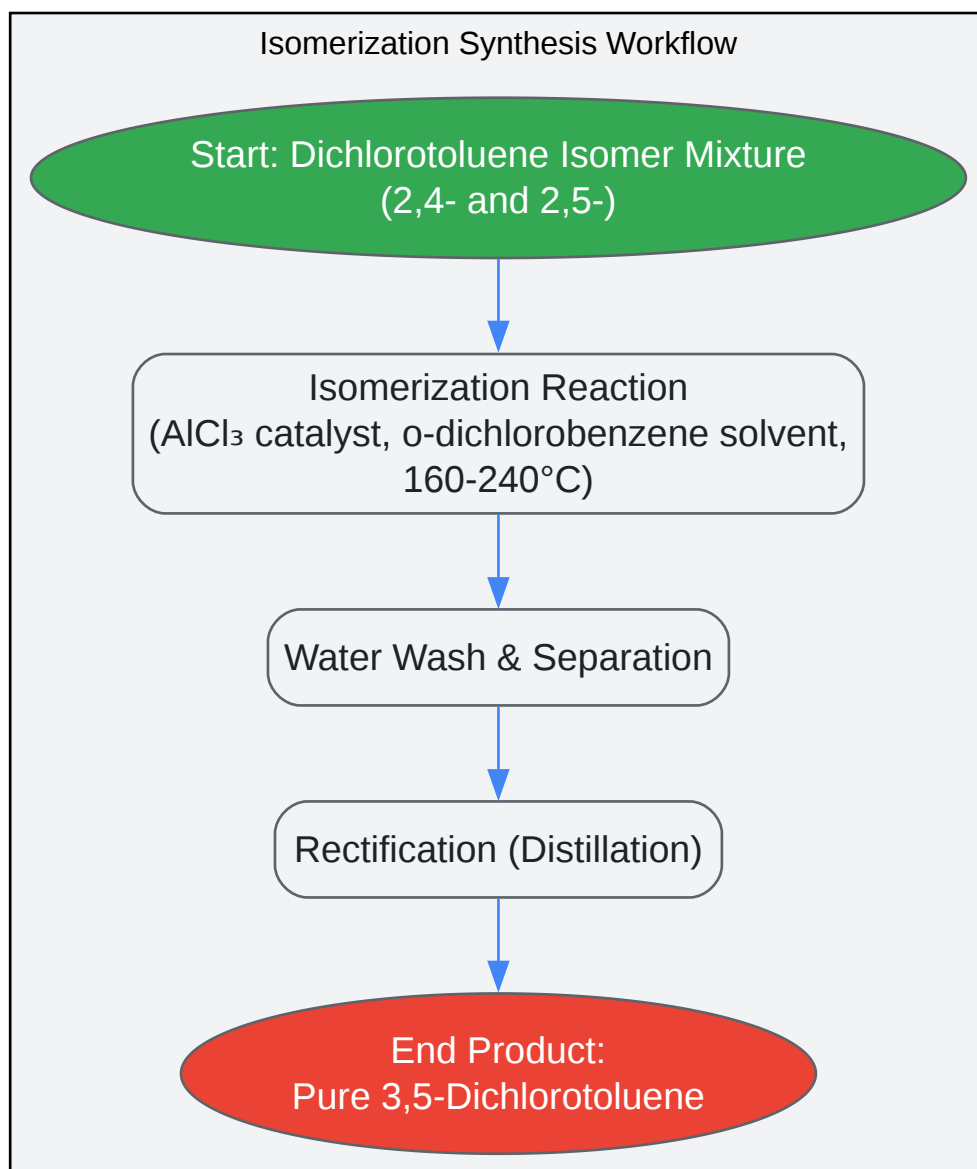 Isomerization Synthesis Workflow
Start: Dichlorotoluene Isomer Mixture
(2,4- and 2,5-)
Isomerization Reaction
(AlCl₃ catalyst, o-dichlorobenzene solvent,
160-240°C)
Water Wash & Separation
Rectification (Distillation)
End Product:
Pure 3,5-Dichlorotoluene